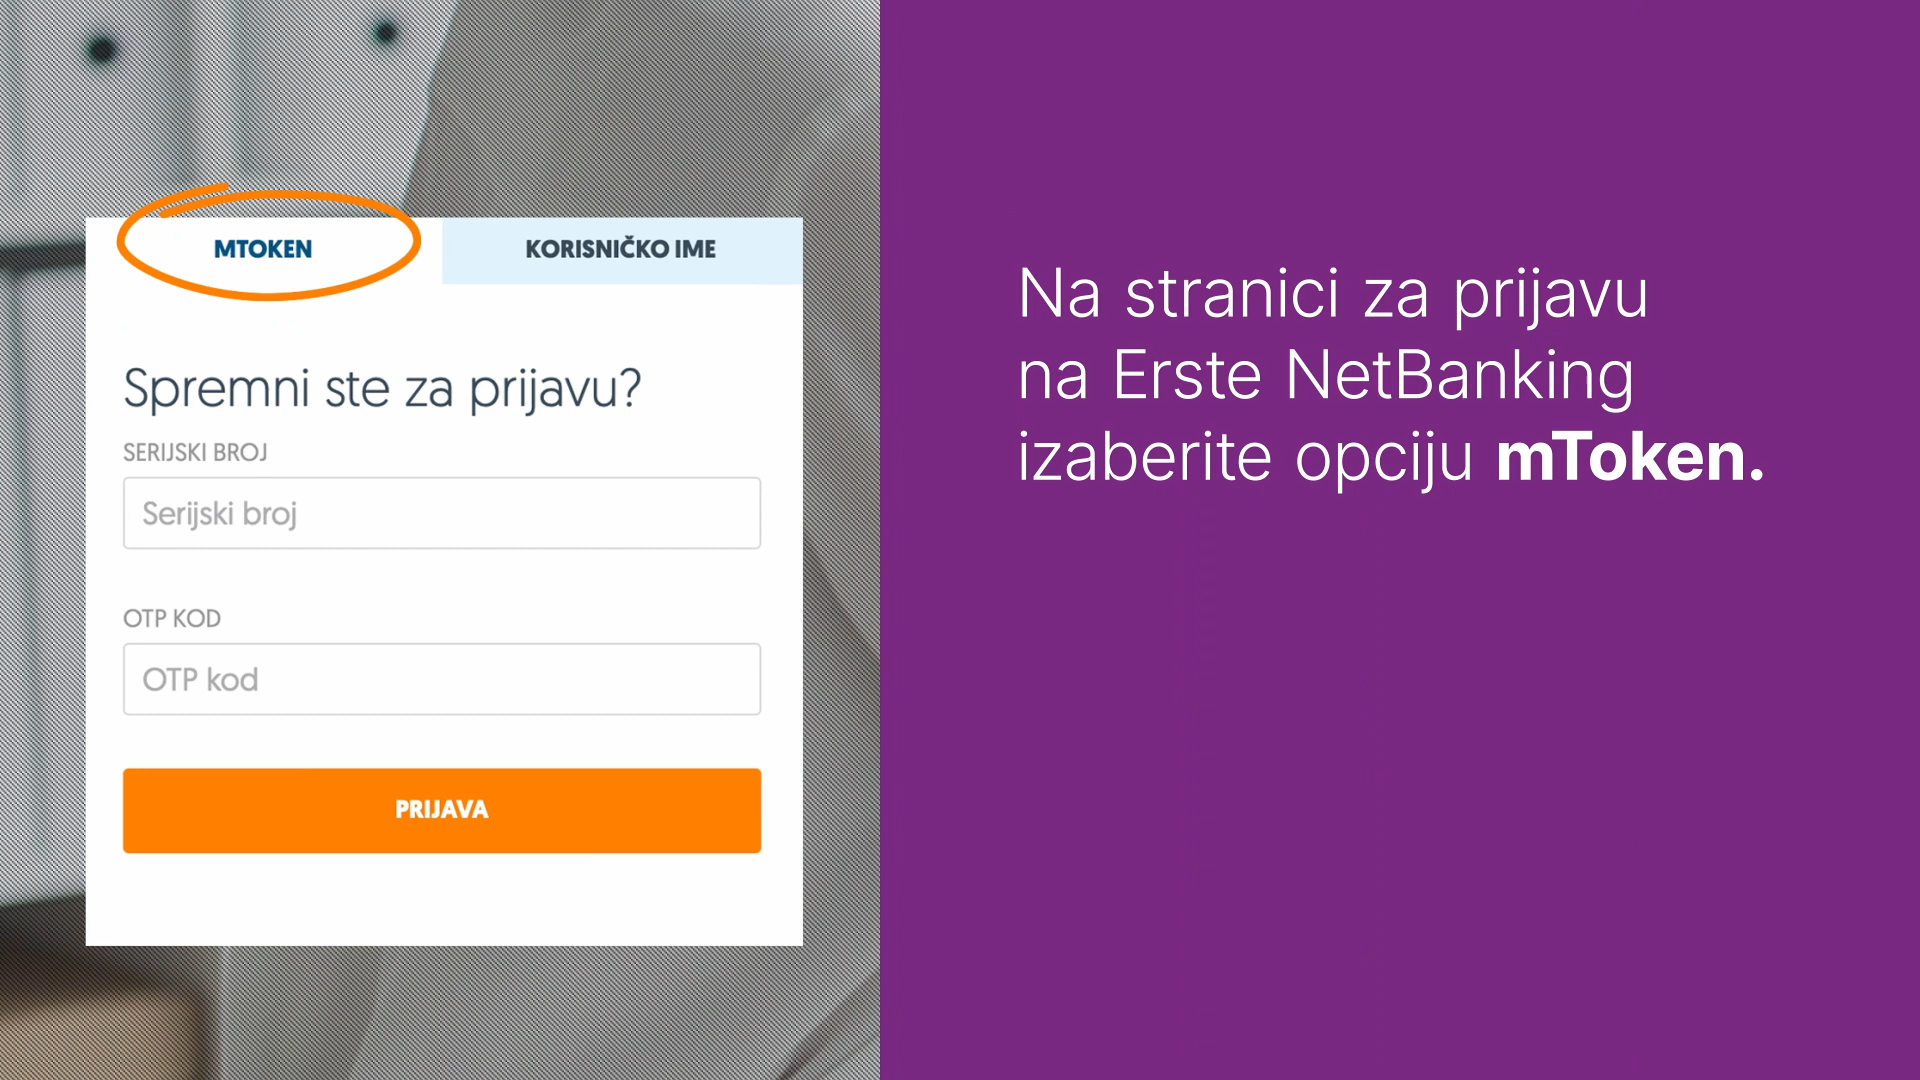 MTOKEN
KORISNIČKO IME
Spremni ste za prijavu?
SERIJSKI BROJ
Serijski broj
OTP KOD
OTP kod
PRIJAVA
Na stranici za prijavu
na Erste NetBanking
izaberite opciju mToken.